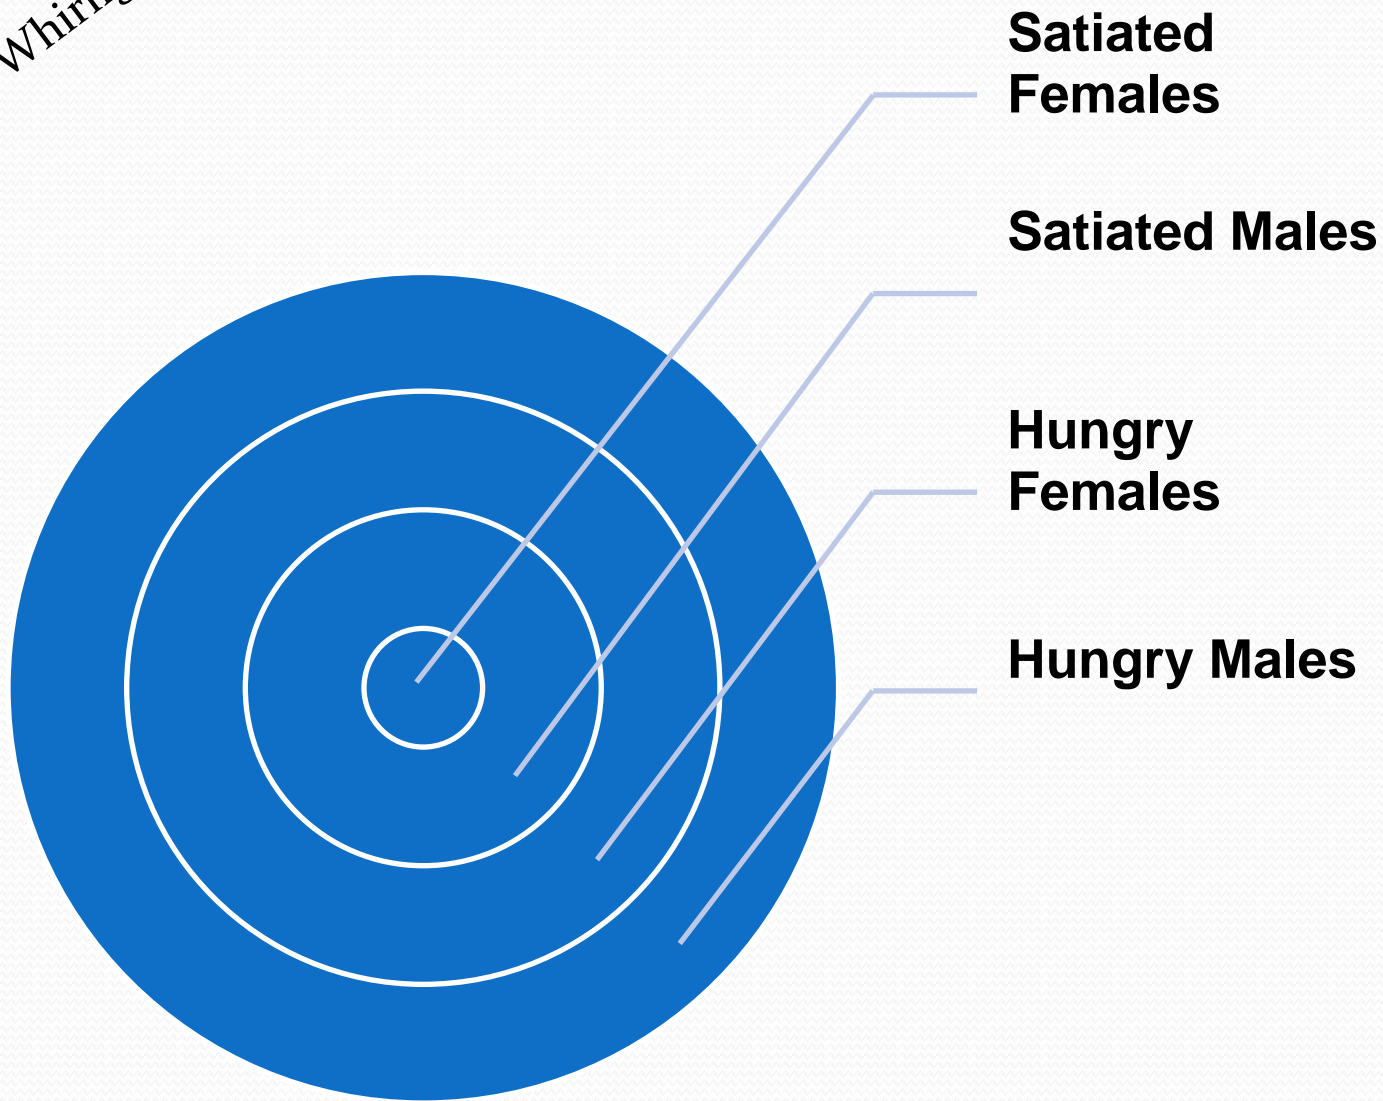 Satiated
Females
Satiated Males
Hungry
Females
Hungry Males